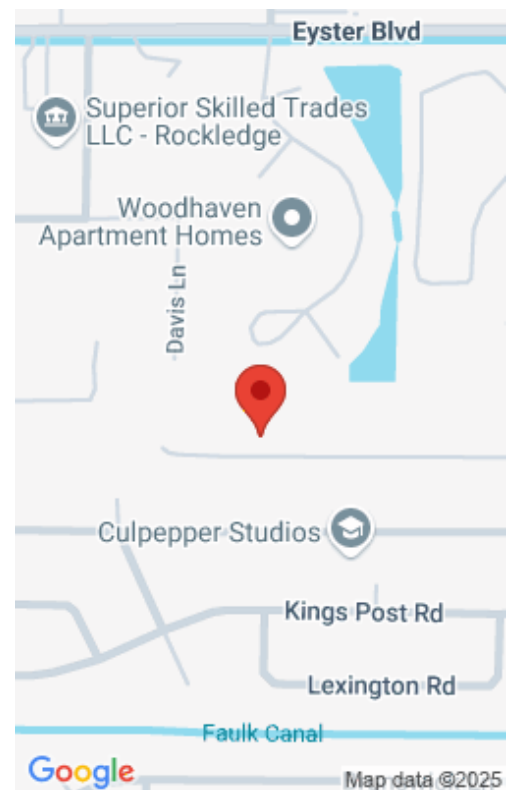 Eyster Blvd
Superior Skilled Trades
LLC - Rockledge
Woodhaven
Apartment Homes
Davis Ln
Culpepper Studios
Kings Post Rd
Lexington Rd
Faulk Canal
Google
Map data ©2025